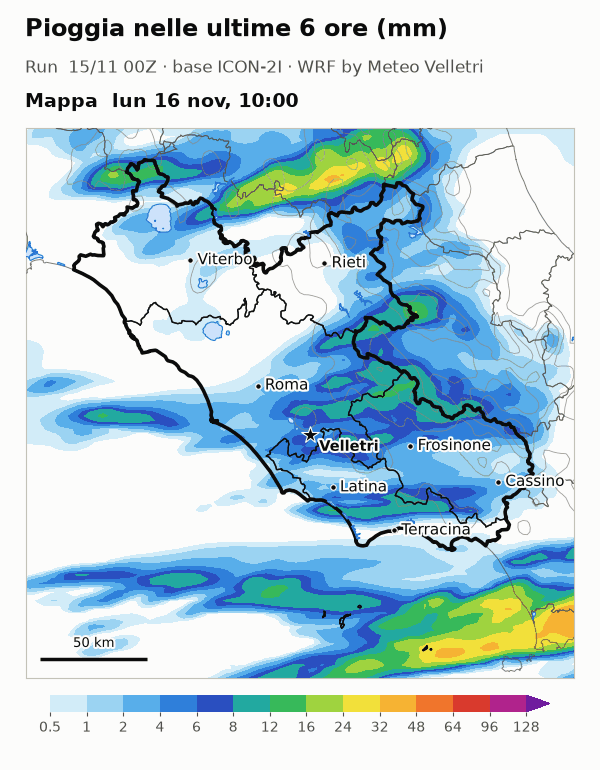 Pioggia nelle ultime 6 ore (mm)
Run 15/11 00Z · base ICON-2I · WRF by Meteo Velletri
Mappa lun 16 nov, 10:00
Viterbo
Rieti
Roma
Velletri
Frosinone
Cassino
Latina
Terracina
50 km
0.5 1 2 4 6 8 12 16 24 32 48 64 96 128